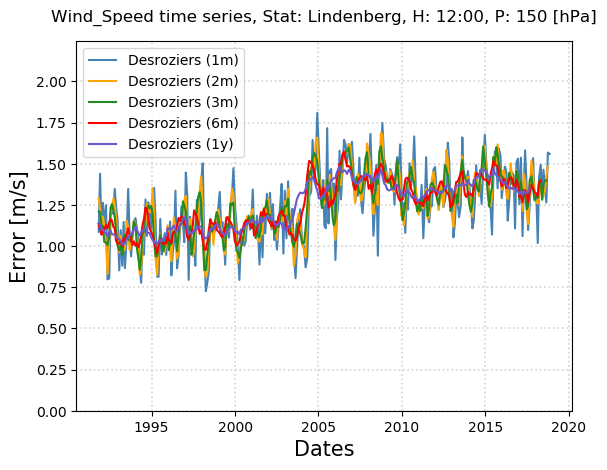 Wind_Speed time series, Stat: Lindenberg, H: 12:00, P: 150 [hPa]
Desroziers (1m)
Desroziers (2m)
Desroziers (3m)
Desroziers (6m)
Desroziers (1y)
Error [m/s]
2.00
1.75
1.50
1.25
1.00
0.75
0.50
0.25
0.00
1995 2000 2005 2010 2015 2020
Dates